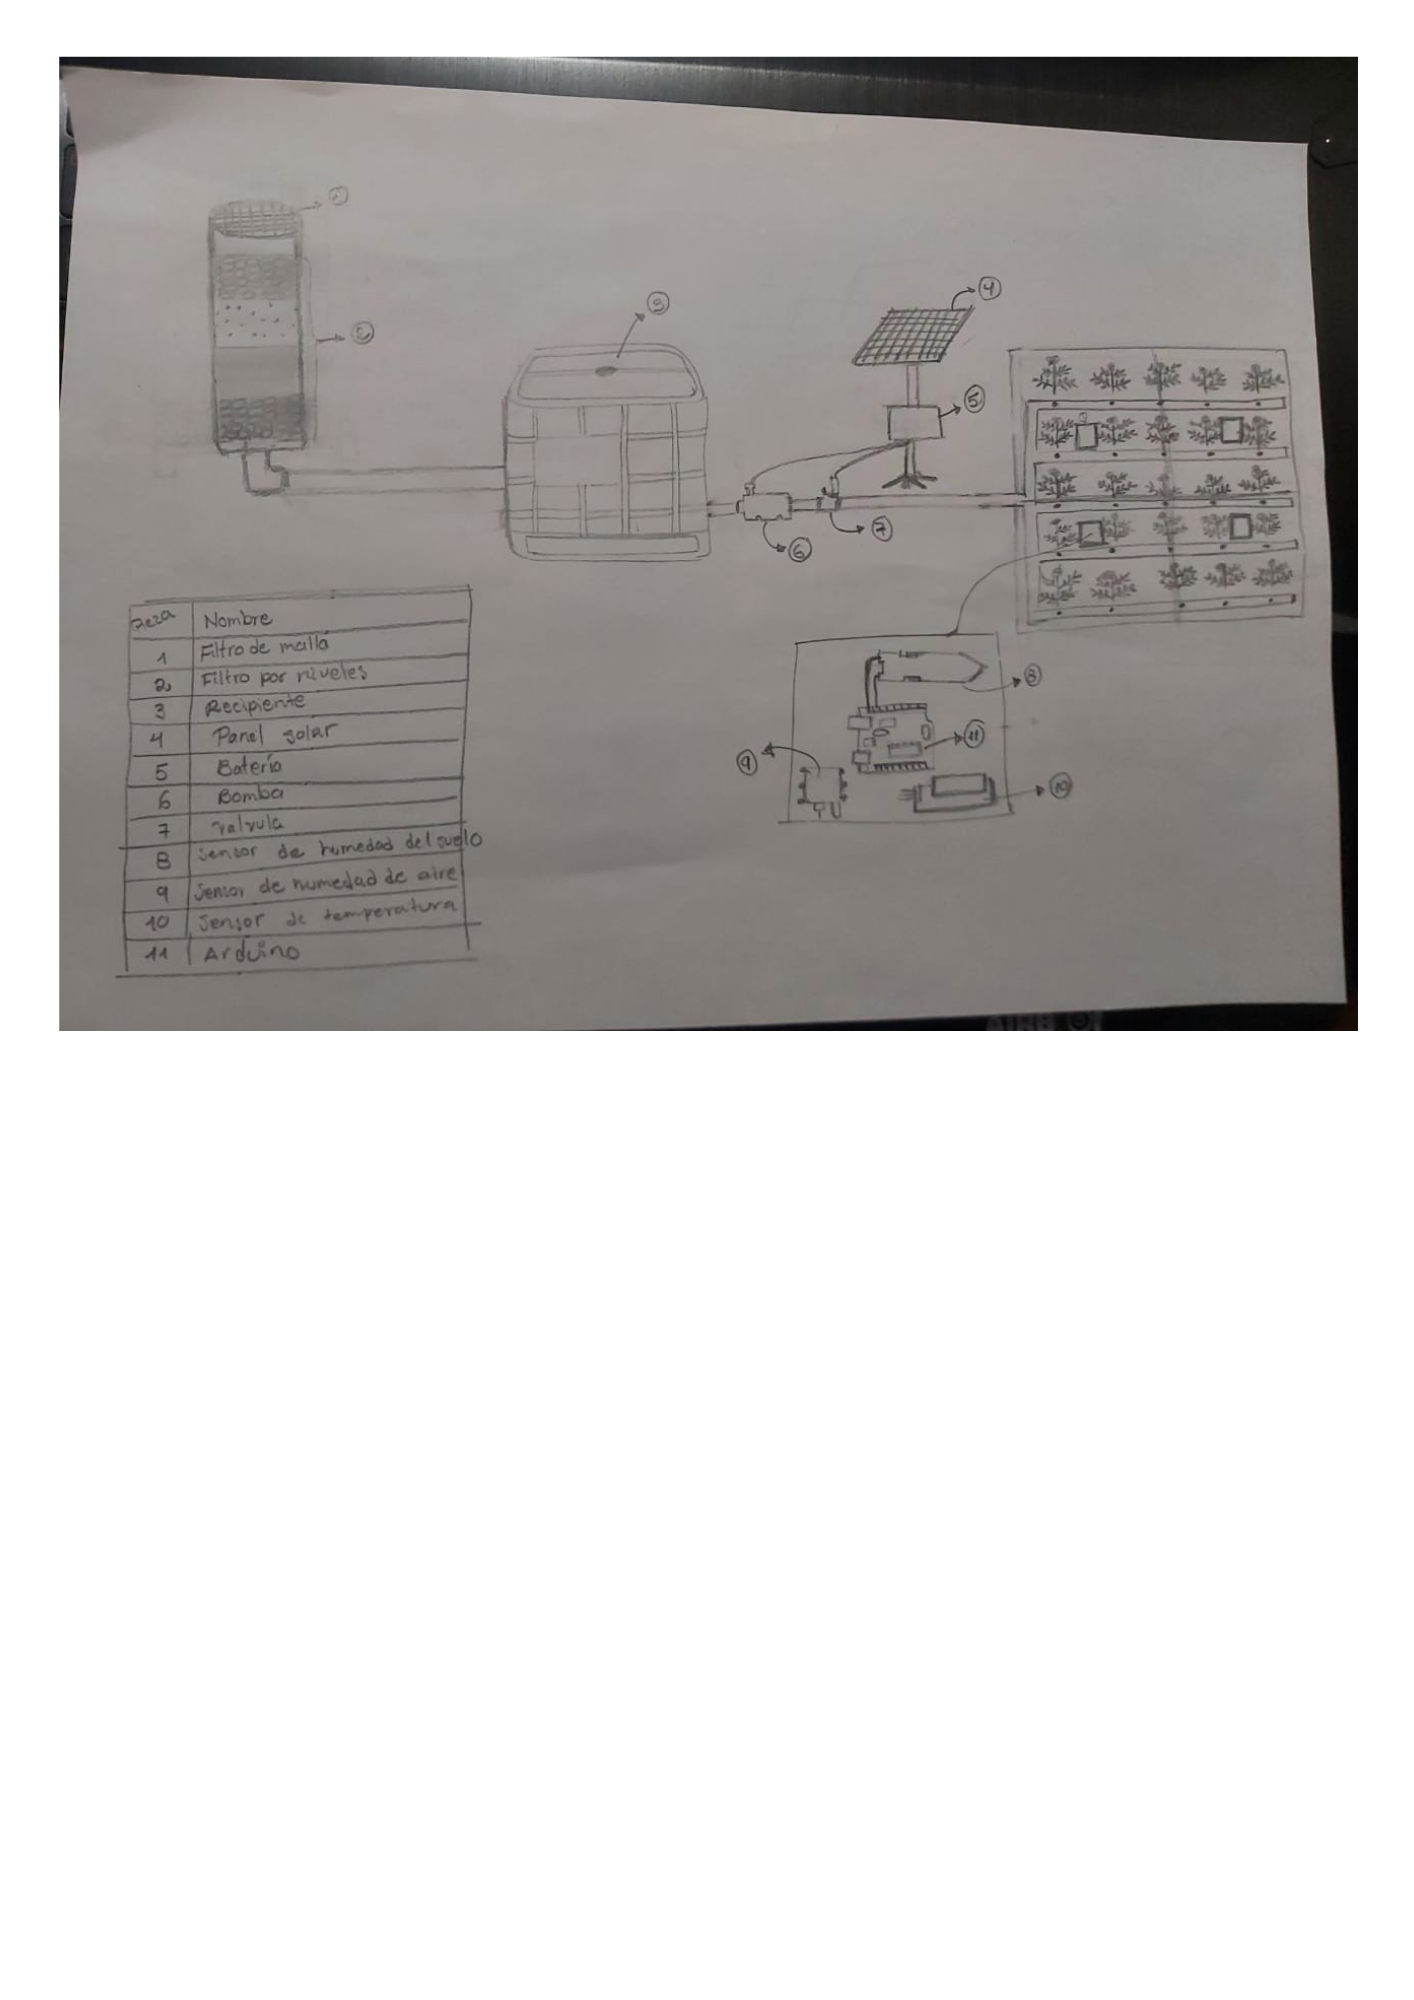 1
2
3
4
5
6
7
8
9
10
11
Pieza Nombre
1 Filtro de malla
2 Filtro por niveles
3 Recipiente
4 Panel solar
5 Batería
6 Bomba
7 valvula
8 sensor de humedad del suelo
9 sensor de humedad de aire
10 sensor de temperatura
11 Arduino